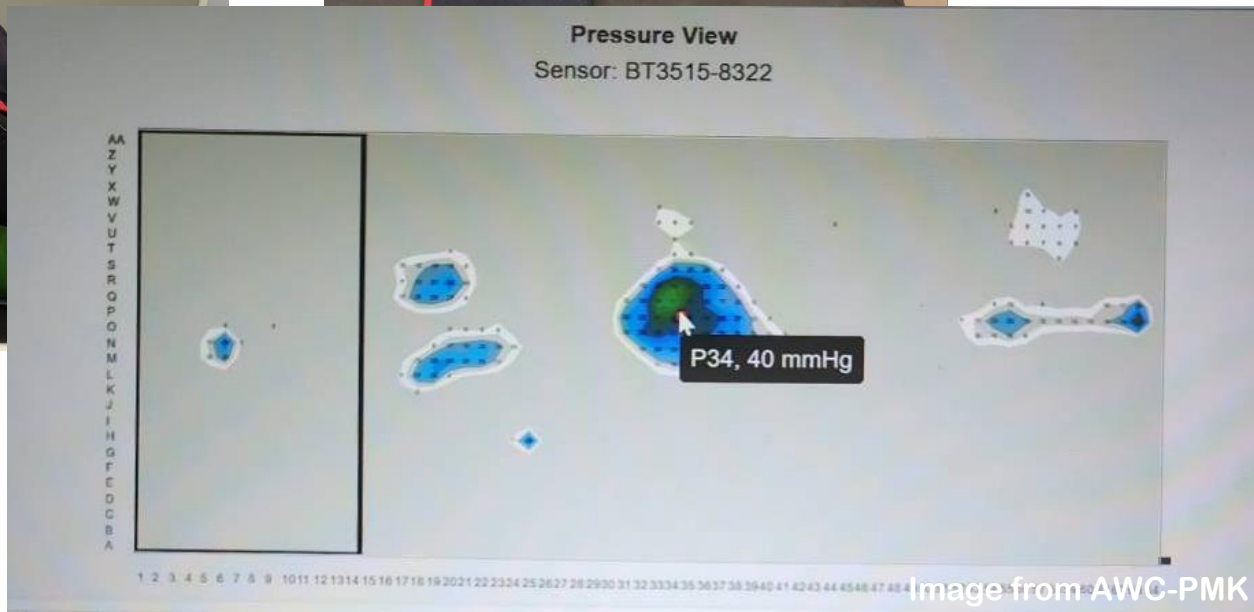 Pressure View
Sensor: BT3515-8322
AA
Z
Y
X
W
V
U
T
S
R
Q
P
O
N
M
L
K
J
I
H
G
F
E
D
C
B
A
P34, 40 mmHg
1 2 3 4 5 6 7 8 9 10 11 12 13 14 15 16 17 18 19 20 21 22 23 24 25 26 27 28 29 30 31 32 33 34 35 36 37 38 39 40 41 42 43 44 45 46 47 48
Image from AWC-PMK